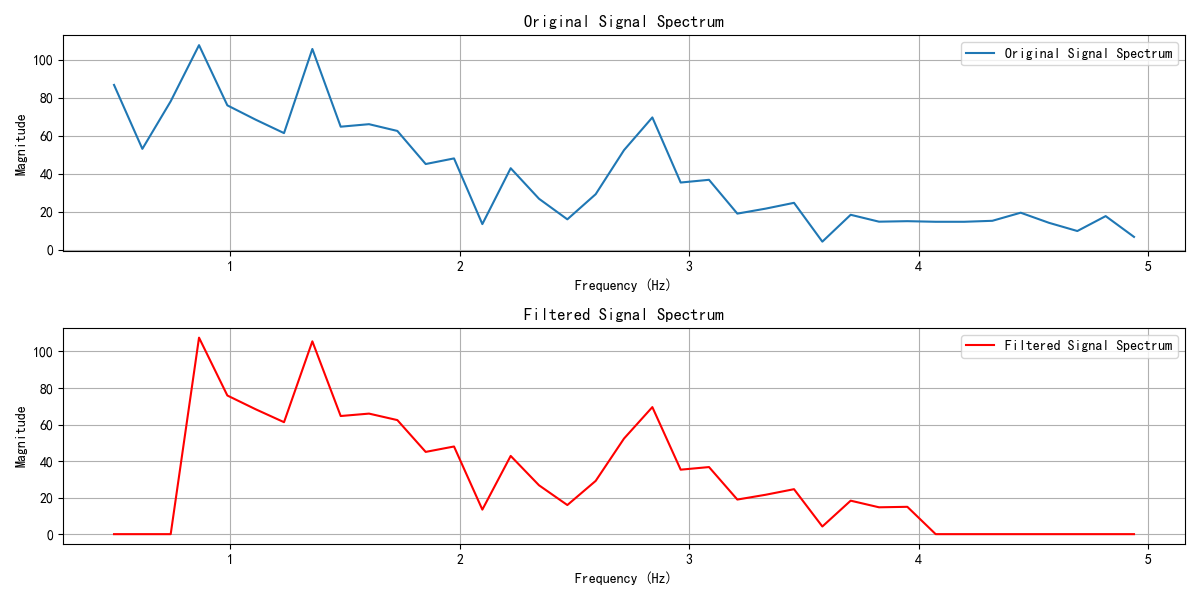 Original Signal Spectrum
Original Signal Spectrum
Magnitude
100
80
60
40
20
0
1 2 3 4 5
Frequency (Hz)
Filtered Signal Spectrum
Filtered Signal Spectrum
Magnitude
100
80
60
40
20
0
1 2 3 4 5
Frequency (Hz)